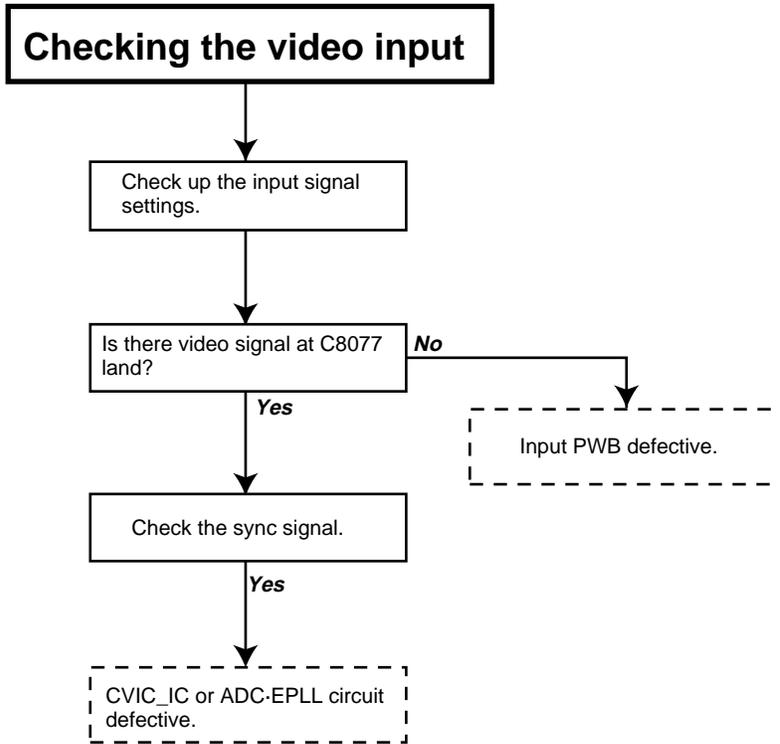 Checking the video input
Check up the input signal
settings.
Is there video signal at C8077
land?
No
Yes
Input PWB defective.
Check the sync signal.
Yes
CVIC_IC or ADC·EPLL circuit
defective.